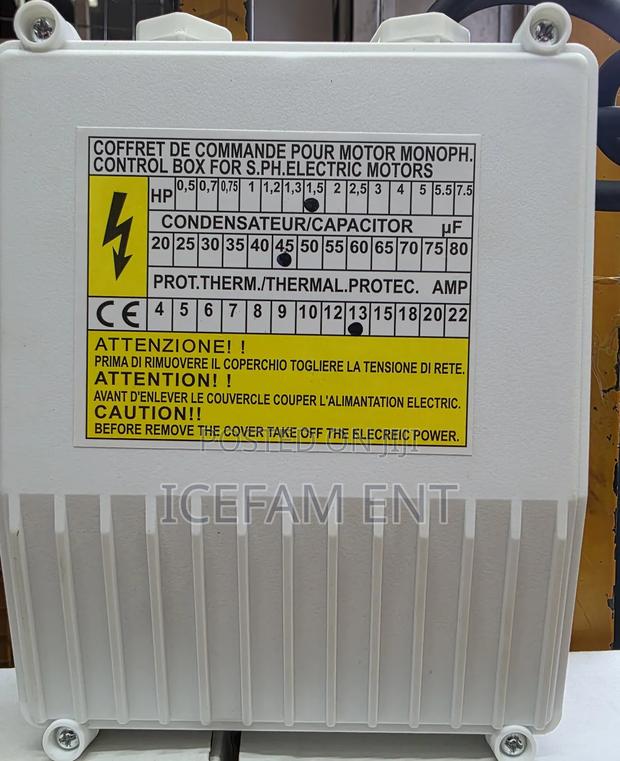 COFFRET DE COMMANDE POUR MOTOR MONOPH.
CONTROL BOX FOR S.PH.ELECTRIC MOTORS
HP 0,5 0,7 0,75 1 1,2 1,3 1,5 2 2,5 3 4 5 5.5 7.5
CONDENSATEUR/CAPACITOR µF
20 25 30 35 40 45 50 55 60 65 70 75 80
PROT.THERM./THERMAL.PROTEC. AMP
CE 4 5 6 7 8 9 10 12 13 15 18 20 22
ATTENZIONE! !
PRIMA DI RIMUOVERE IL COPERCHIO TOGLIERE LA TENSIONE DI RETE.
ATTENTION! !
AVANT D'ENLEVER LE COUVERCLE COUPER L'ALIMANTATION ELECTRIC.
CAUTION!!
BEFORE REMOVE THE COVER TAKE OFF THE ELECREIC POWER.
POSTED ON JIJI
ICEFAM ENT